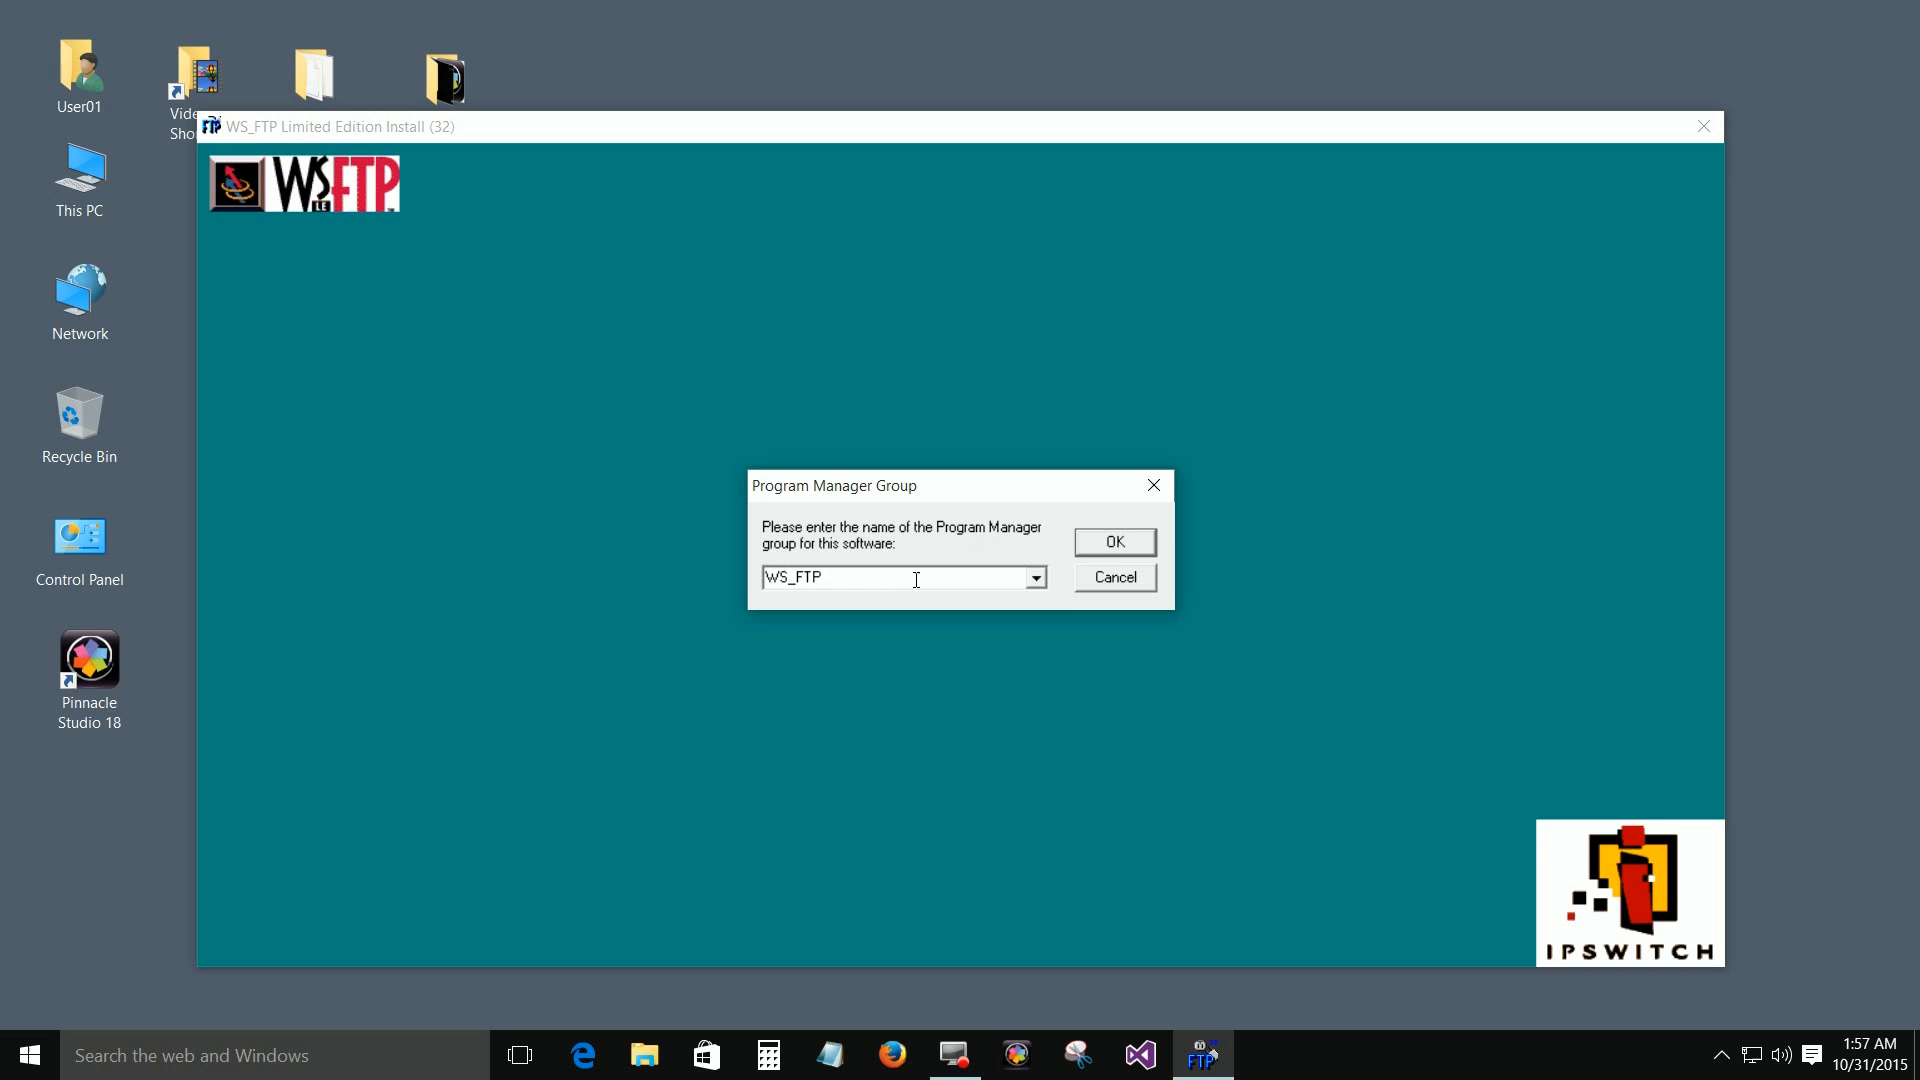 User01
Vide
Sho
This PC
Network
Recycle Bin
Control Panel
Pinnacle
Studio 18
FTP WS_FTP Limited Edition Install (32)
WS FTP
LE
Program Manager Group
Please enter the name of the Program Manager
group for this software:
WS_FTP
OK
Cancel
IPSWITCH
Search the web and Windows
FTP
1:57 AM
10/31/2015